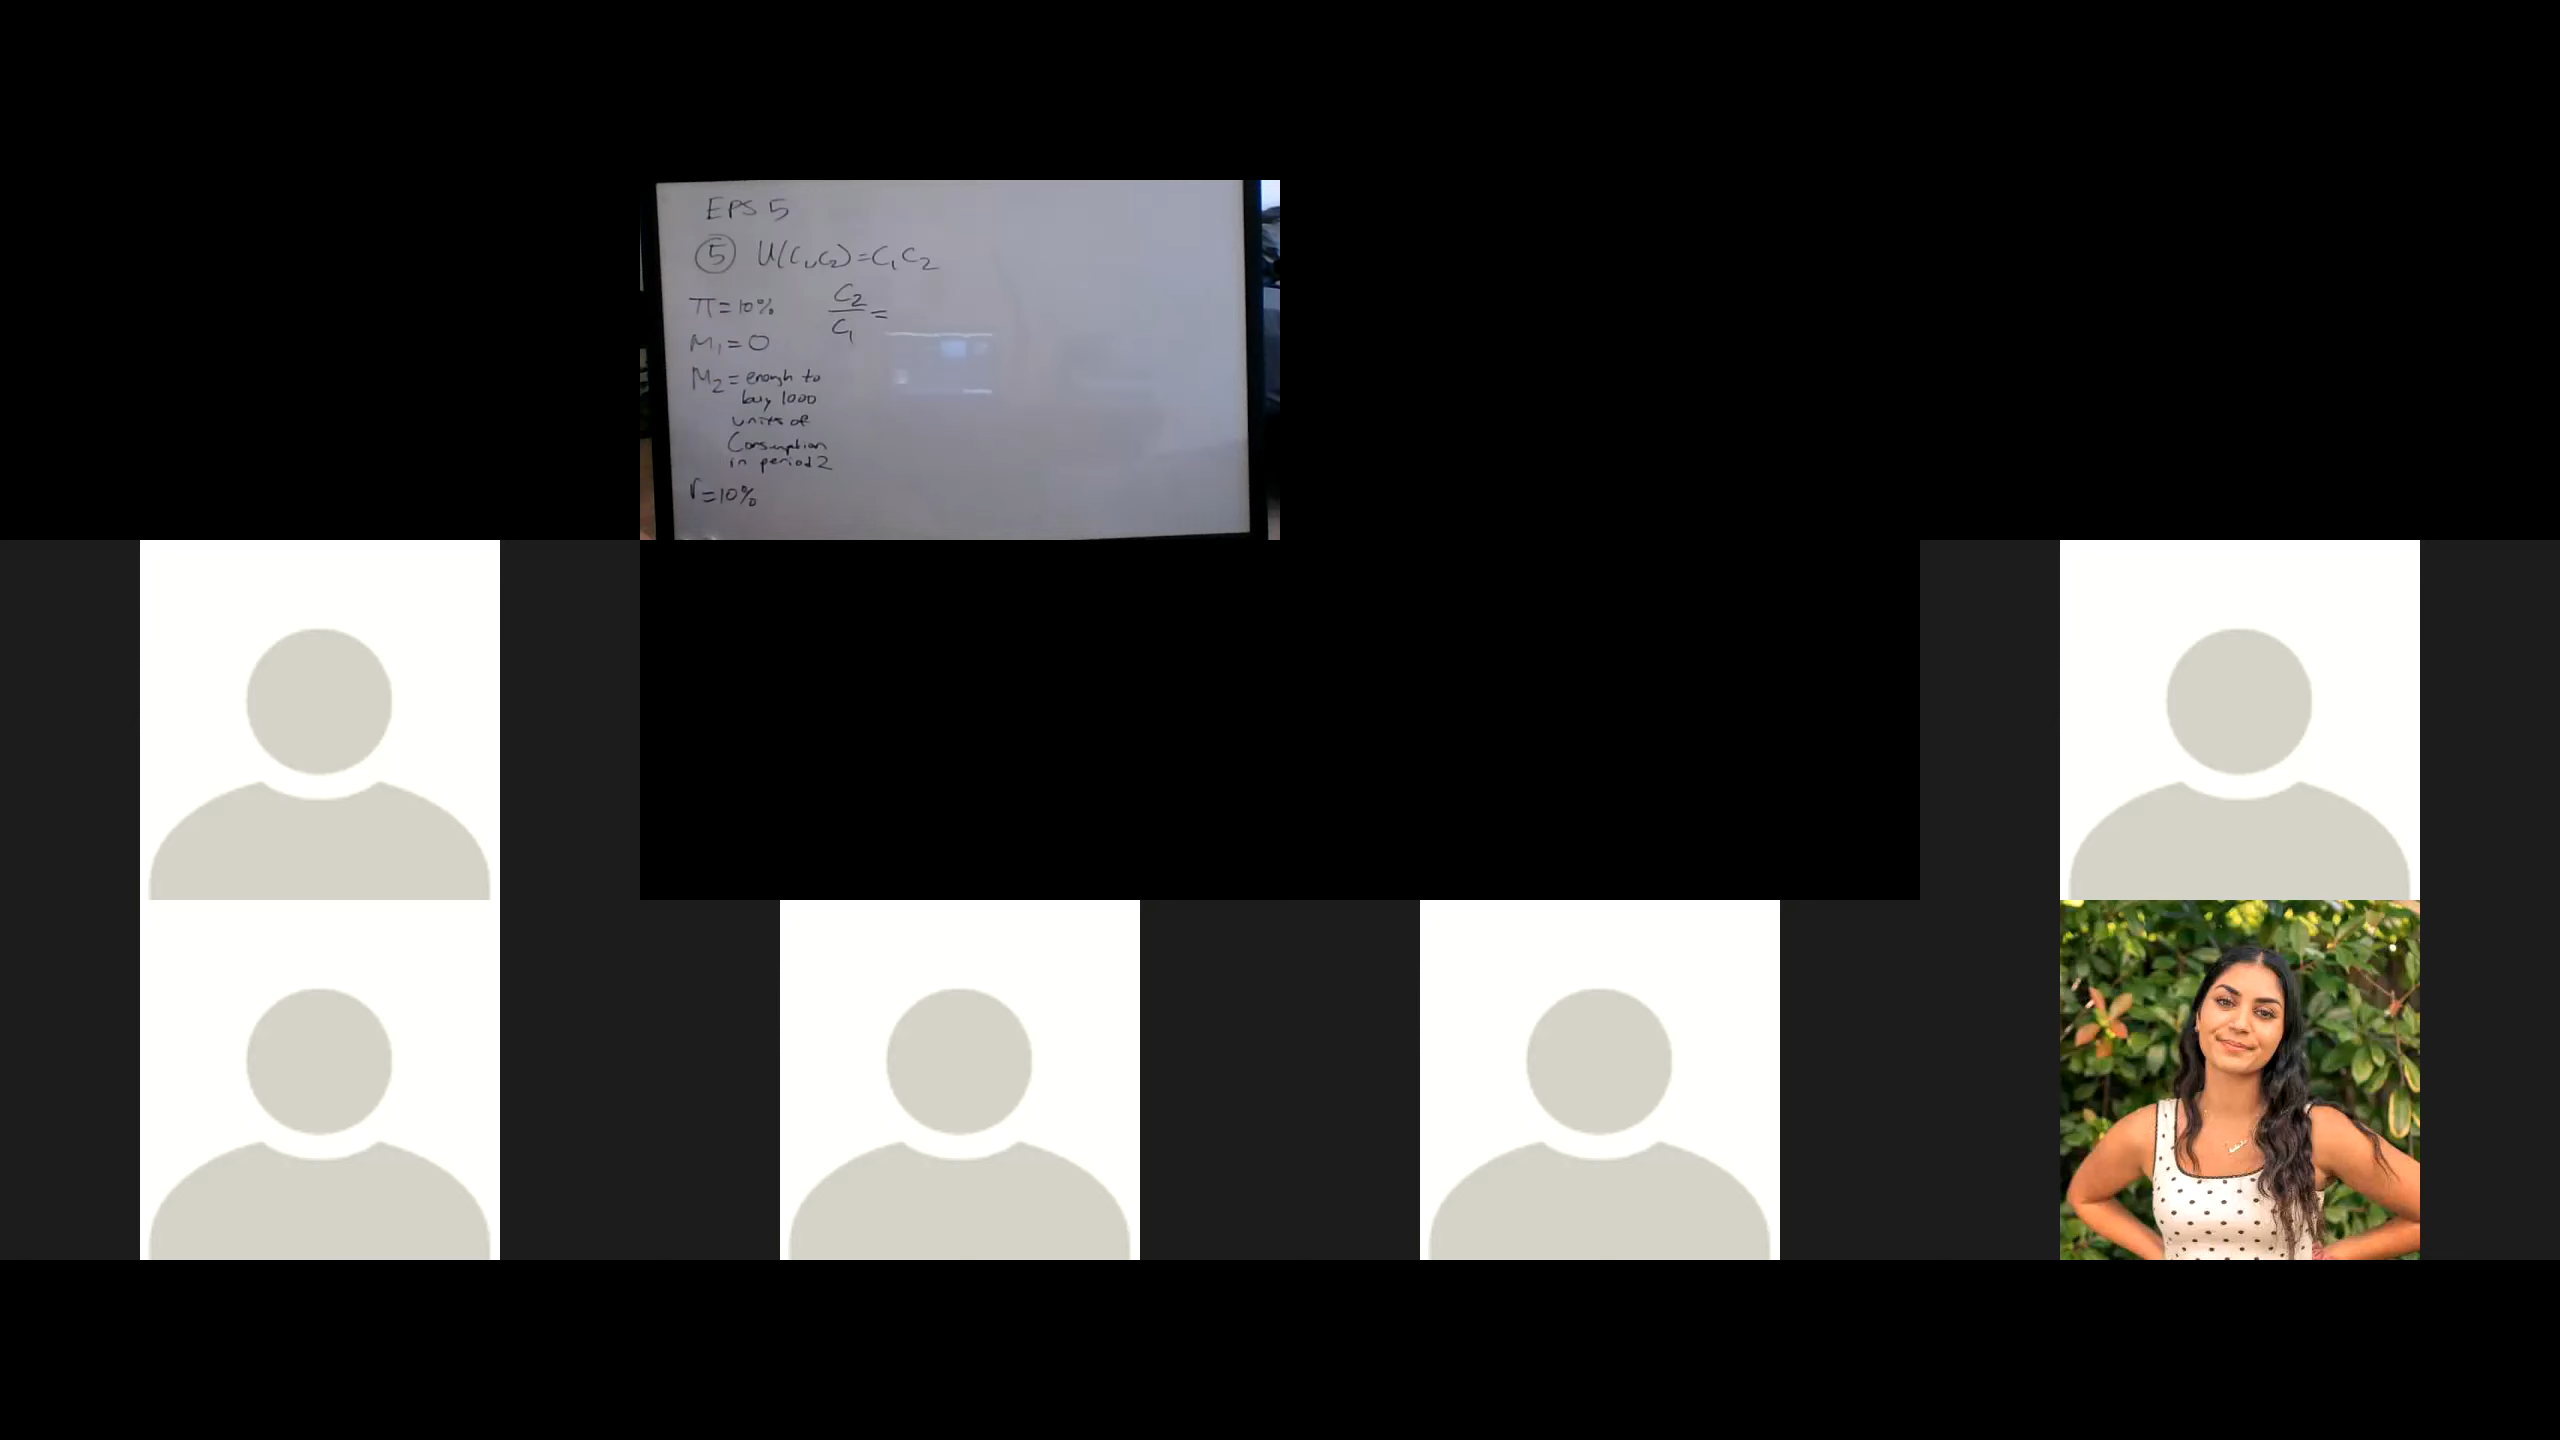 EPS 5
⑤ U(C₁,C₂)=C₁C₂
π=10%
C₂/C₁ =
M₁=0
M₂= enough to
buy 1000
units of
Consumption
in period 2
r=10%